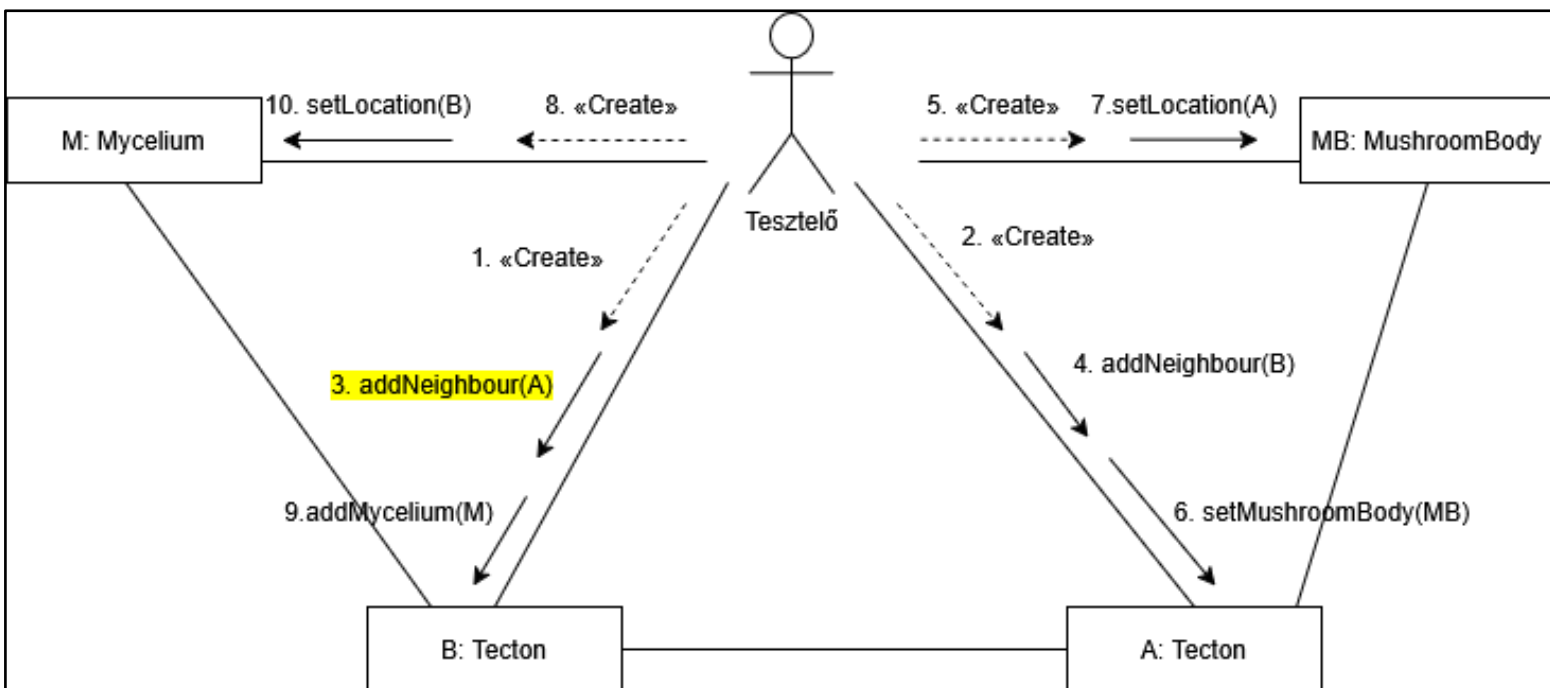 10. setLocation(B)
8. «Create»
5. «Create»
7.setLocation(A)
M: Mycelium
MB: MushroomBody
Tesztelő
1. «Create»
2. «Create»
3. addNeighbour(A)
4. addNeighbour(B)
9.addMycelium(M)
6. setMushroomBody(MB)
B: Tecton
A: Tecton